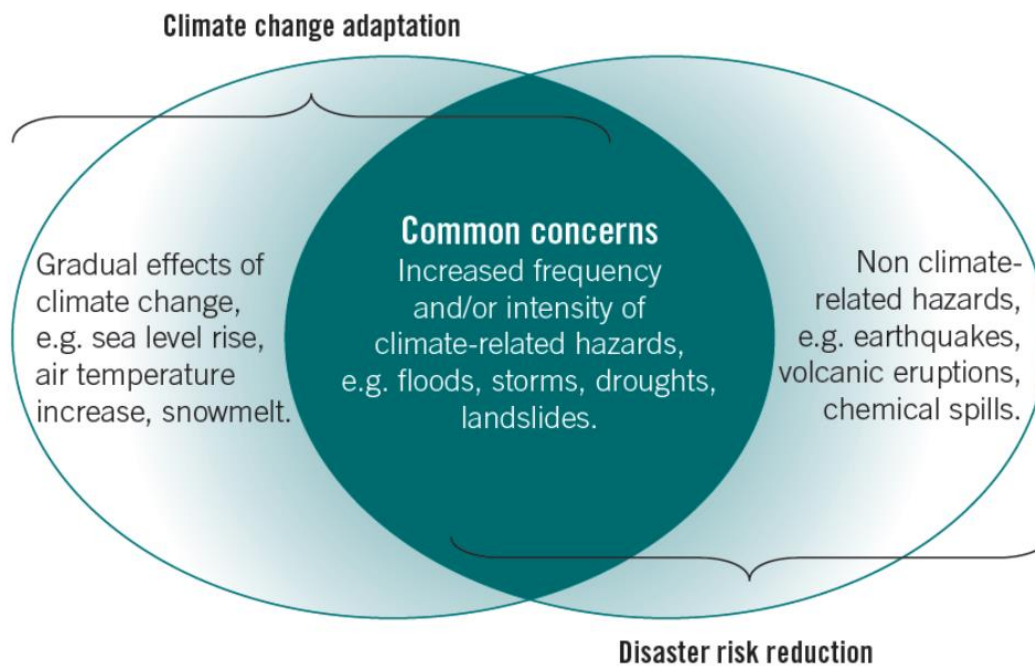 Climate change adaptation
Gradual effects of
climate change,
e.g. sea level rise,
air temperature
increase, snowmelt.
Common concerns
Increased frequency
and/or intensity of
climate-related hazards,
e.g. floods, storms, droughts,
landslides.
Non climate-
related hazards,
e.g. earthquakes,
volcanic eruptions,
chemical spills.
Disaster risk reduction